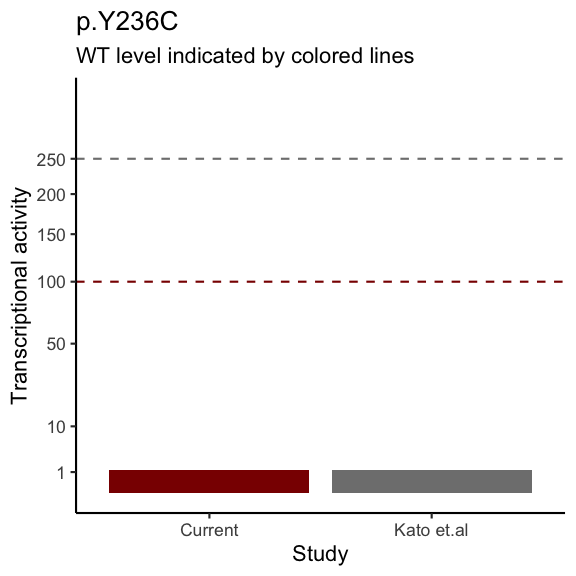 p.Y236C
WT level indicated by colored lines
Transcriptional activity
250
200
150
100
50
10
1
Current
Kato et.al
Study